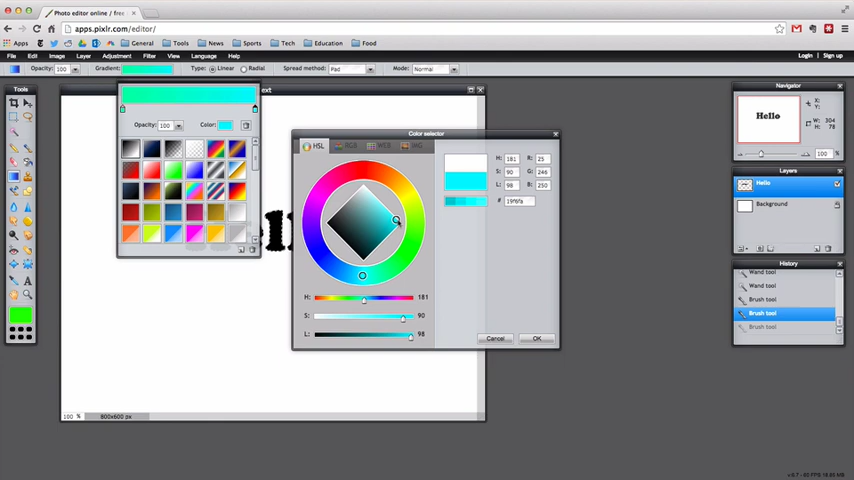 Photo editor online / free
apps.pixlr.com/editor/
Apps General Tools News Sports Tech Education Food
File Edit Image Layer Adjustment Filter View Language Help Login Sign up
Opacity: 100 Gradient: Type: Linear Radial Spread method: Pad Mode: Normal
Tools
ext
Opacity: 100 Color:
Color selector
HSL RGB WEB IMG
H: 181 R: 25
S: 90 G: 246
L: 98 B: 250
# 19f6fa
H: 181
S: 90
L: 98
Cancel OK
100 % 800x600 px
Navigator
Hello
X:
Y:
W: 304
H: 78
100 %
Layers
Hello
Background
History
Wand tool
Wand tool
Brush tool
Brush tool
Brush tool